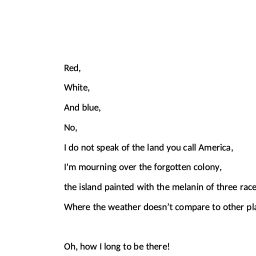 Red,
White,
And blue,
No,
I do not speak of the land you call America,
I'm mourning over the forgotten colony,
the island painted with the melanin of three race
Where the weather doesn't compare to other pla
Oh, how I long to be there!